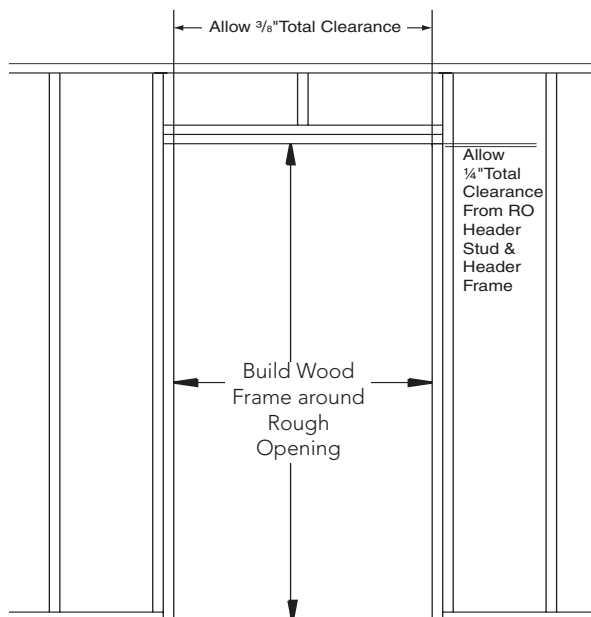 Allow ³/₈"Total Clearance
Allow
¼"Total
Clearance
From RO
Header
Stud &
Header
Frame
Build Wood
Frame around
Rough
Opening